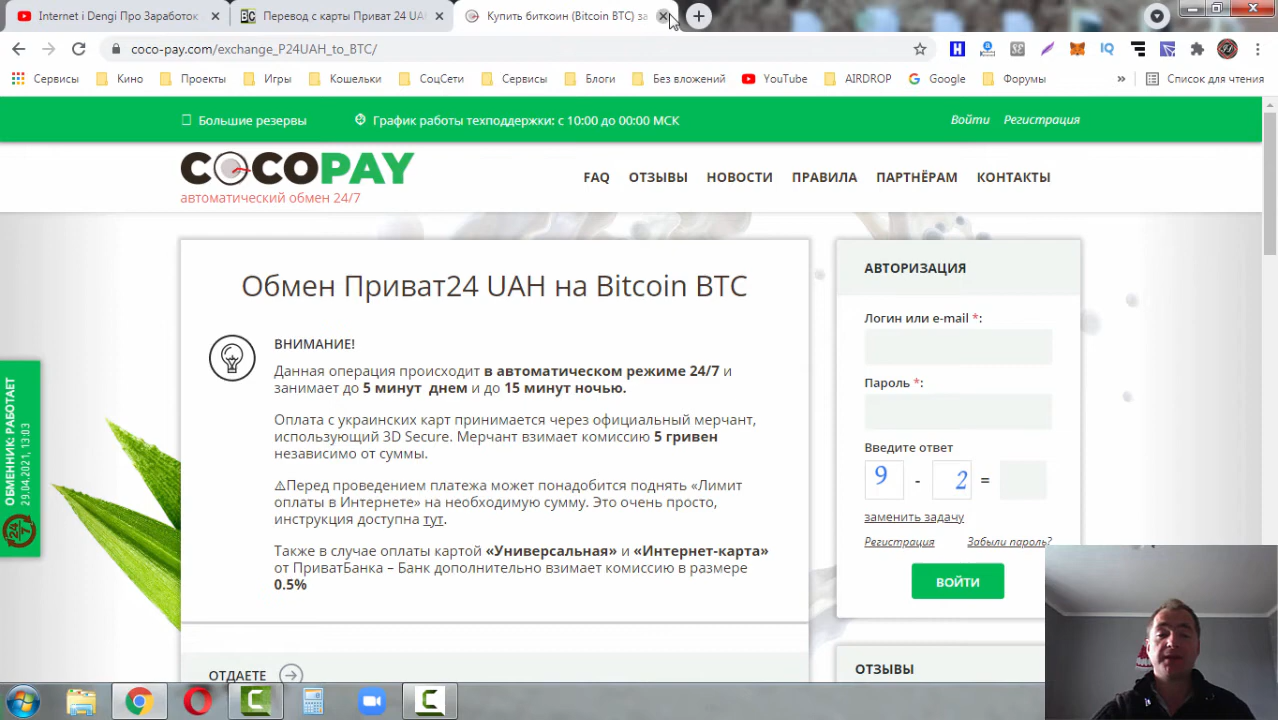 Internet i Dengi Про Заработок
Перевод с карты Приват 24 UA
Купить биткоин (Bitcoin BTC) за
coco-pay.com/exchange_P24UAH_to_BTC/
Сервисы
Кино
Проекты
Игры
Кошельки
СоцСети
Сервисы
Блоги
Без вложений
YouTube
AIRDROP
Google
Форумы
»
Список для чтения
Большие резервы
График работы техподдержки: с 10:00 до 00:00 МСК
Войти Регистрация
COCOPAY
автоматический обмен 24/7
FAQ ОТЗЫВЫ НОВОСТИ ПРАВИЛА ПАРТНЁРАМ КОНТАКТЫ
Обмен Приват24 UAH на Bitcoin BTC
ВНИМАНИЕ!
Данная операция происходит в автоматическом режиме 24/7 и
занимает до 5 минут днем и до 15 минут ночью.
Оплата с украинских карт принимается через официальный мерчант,
использующий 3D Secure. Мерчант взимает комиссию 5 гривен
независимо от суммы.
⚠Перед проведением платежа может понадобится поднять «Лимит
оплаты в Интернете» на необходимую сумму. Это очень просто,
инструкция доступна тут.
Также в случае оплаты картой «Универсальная» и «Интернет-карта»
от ПриватБанка – Банк дополнительно взимает комиссию в размере
0.5%
ОТДАЕТЕ
АВТОРИЗАЦИЯ
Логин или e-mail *:
Пароль *:
Введите ответ
9 - 2 =
заменить задачу
Регистрация Забыли пароль?
ВОЙТИ
ОТЗЫВЫ
ОБМЕННИК: РАБОТАЕТ
29.04.2021, 13:03